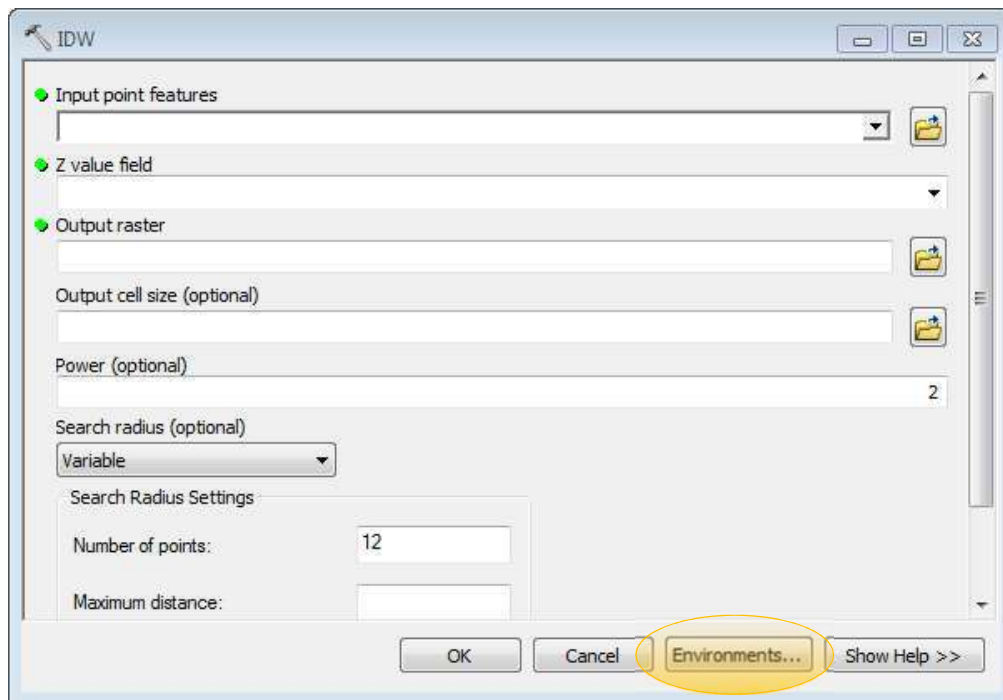 IDW
Input point features
Z value field
Output raster
Output cell size (optional)
Power (optional)
2
Search radius (optional)
Variable
Search Radius Settings
Number of points: 12
Maximum distance:
OK Cancel Environments... Show Help >>